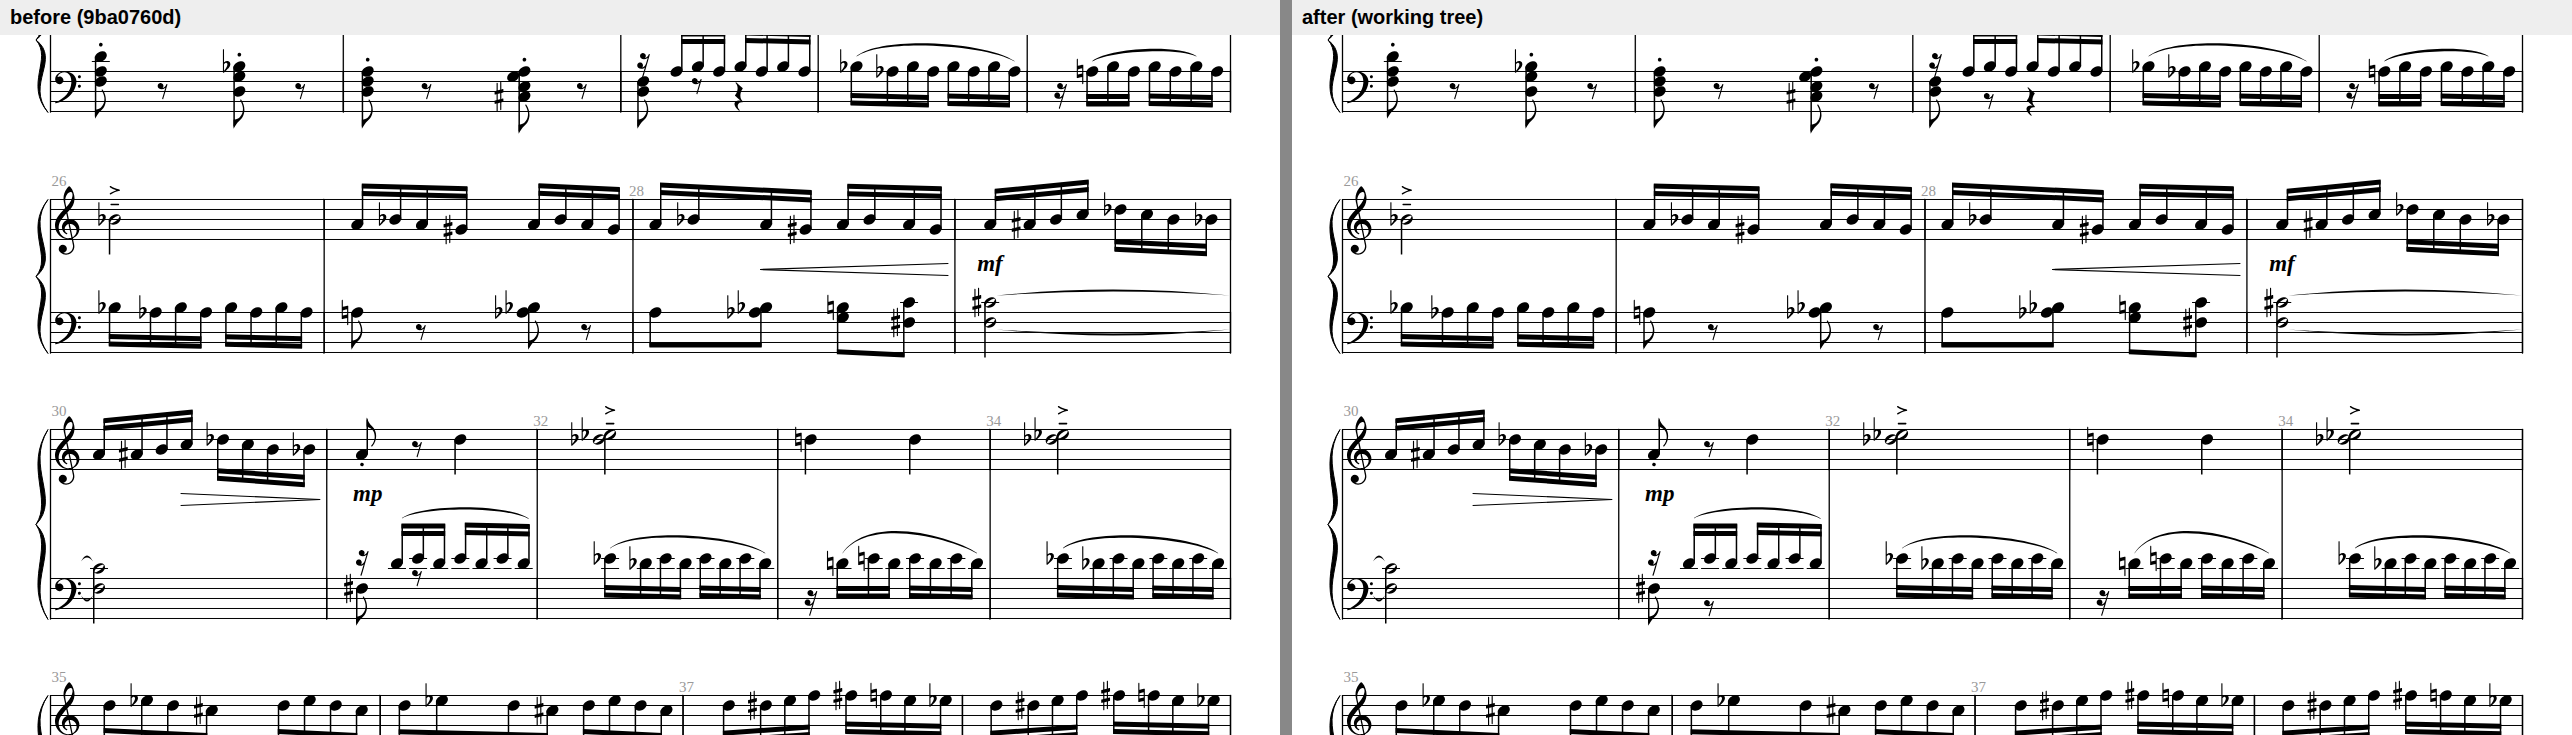 before (9ba0760d) after (working tree)
26 28 26 28
mf mf
30 32 34 30 32 34
mp mp
35 37 35 37